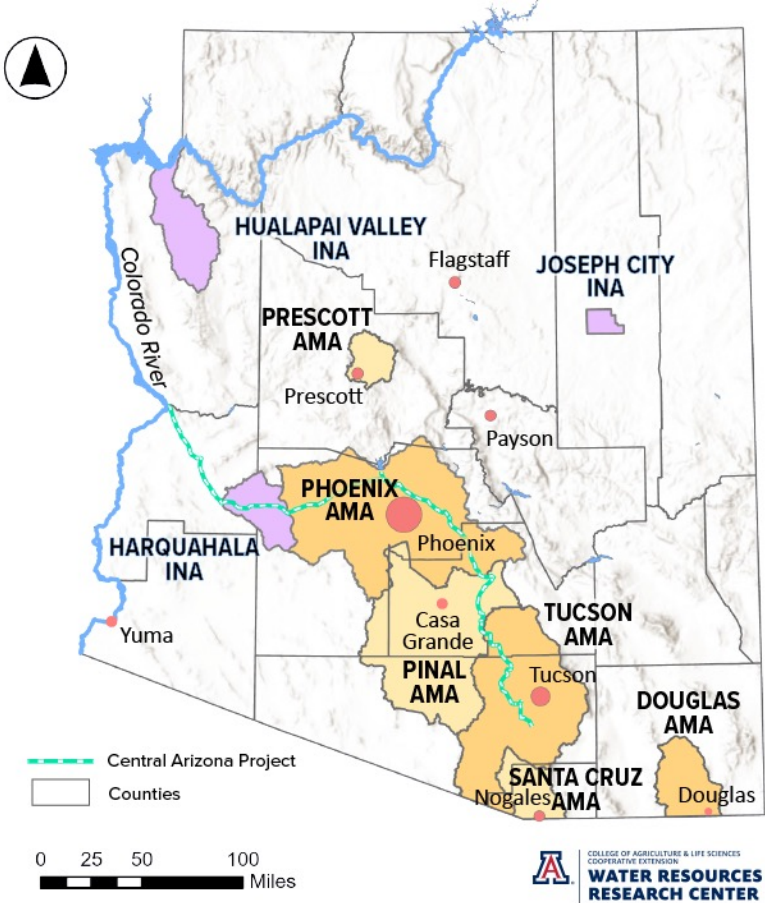 HUALAPAI VALLEY
INA
Flagstaff
JOSEPH CITY
INA
Colorado River
PRESCOTT
AMA
Prescott
Payson
PHOENIX
AMA
Phoenix
HARQUAHALA
INA
Yuma
Casa
Grande
TUCSON
AMA
PINAL
AMA
Tucson
DOUGLAS
AMA
SANTA CRUZ
AMA
Nogales
Douglas
Central Arizona Project
Counties
0 25 50 100
Miles
A
COLLEGE OF AGRICULTURE & LIFE SCIENCES
COOPERATIVE EXTENSION
WATER RESOURCES
RESEARCH CENTER